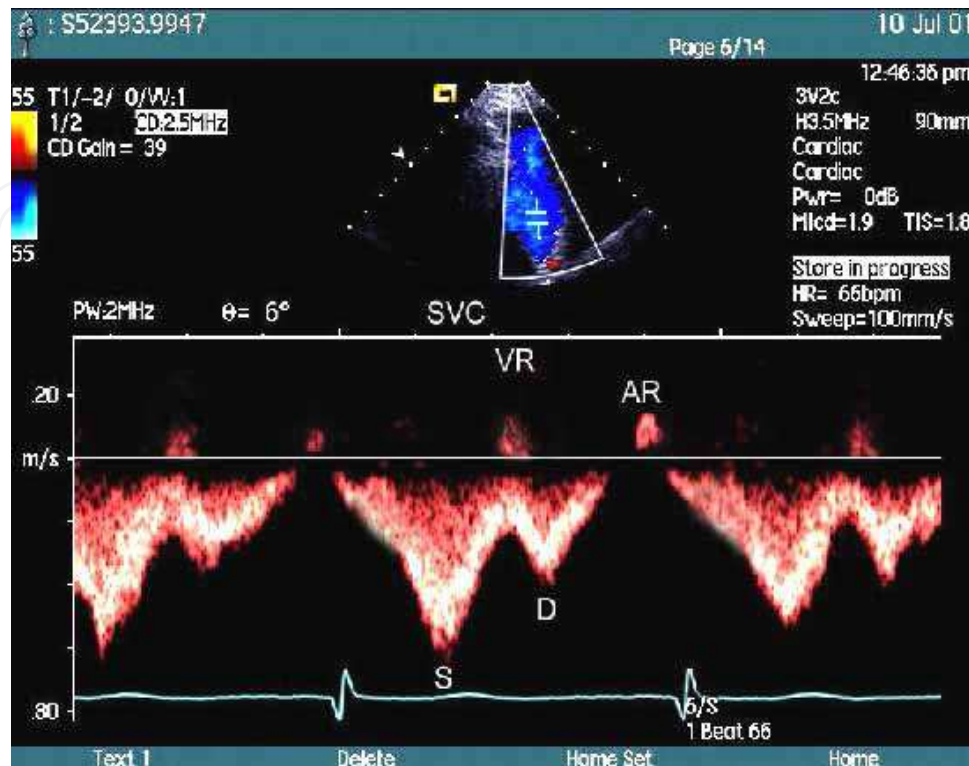 : S52393.9947
10 Jul 01
Page 6/14
12:46:36 pm
55 T1/-2/ 0/VV:1
1/2 CD:2.5MHz
CD Gain = 39
55
3V2c
H3.5MHz 90mm
Cardiac
Cardiac
Pwr= 0dB
MIcd=1.9 TIS=1.8
Store in progress
HR= 66bpm
Sweep=100mm/s
PW:2MHz θ= 6° SVC
VR
AR
.20
m/s
D
S
.80
6/S
1 Beat 66
Text 1 Delete Home Set Home